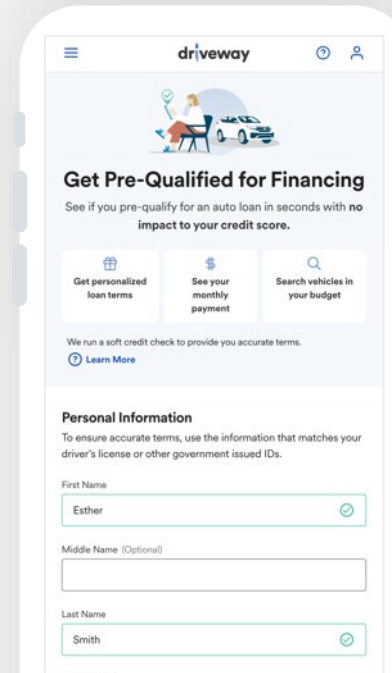 driveway
Get Pre-Qualified for Financing
See if you pre-qualify for an auto loan in seconds with no
impact to your credit score.
Get personalized
loan terms
See your
monthly
payment
Search vehicles in
your budget
We run a soft credit check to provide you accurate terms.
Learn More
Personal Information
To ensure accurate terms, use the information that matches your
driver's license or other government issued IDs.
First Name
Esther
Middle Name (Optional)
Last Name
Smith